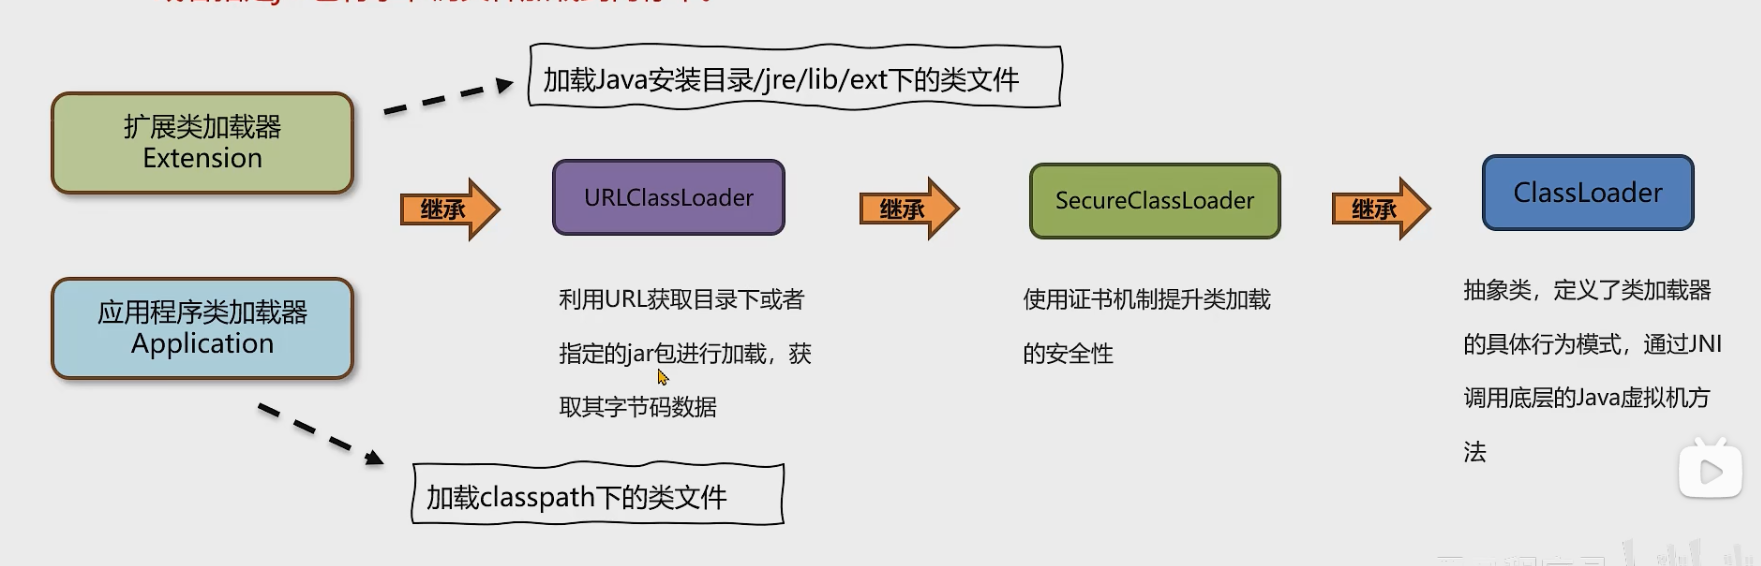 加载Java安装目录/jre/lib/ext下的类文件
扩展类加载器
Extension
继承
URLClassLoader
继承
SecureClassLoader
继承
ClassLoader
应用程序类加载器
Application
利用URL获取目录下或者
指定的jar包进行加载，获
取其字节码数据
使用证书机制提升类加载
的安全性
抽象类，定义了类加载器
的具体行为模式，通过JNI
调用底层的Java虚拟机方
法
加载classpath下的类文件